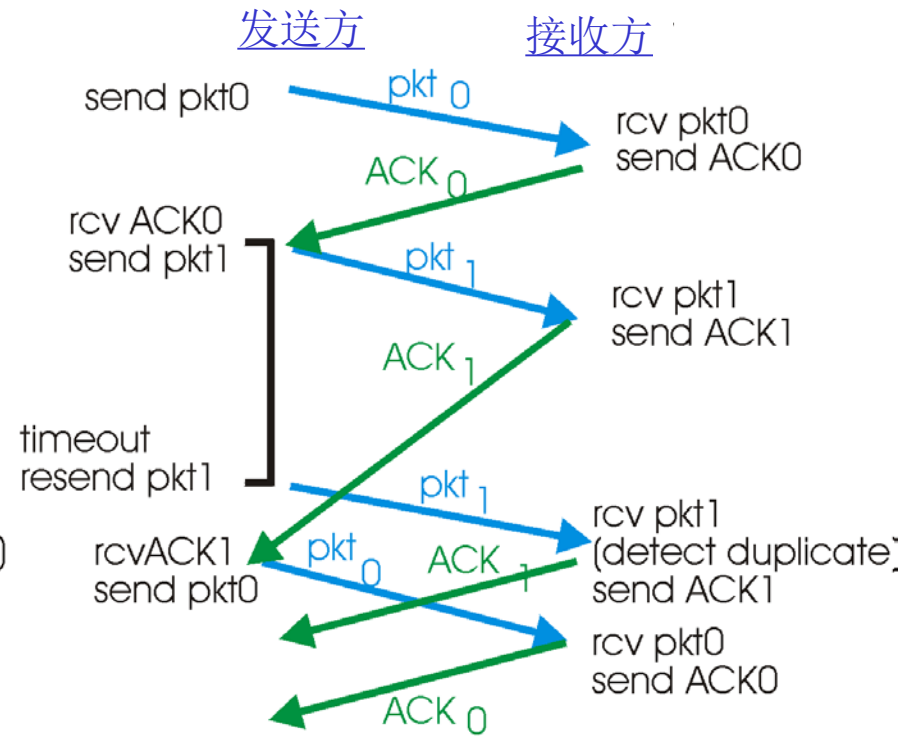 发送方
接收方
send pkt0
pkt 0
rcv pkt0
send ACK0
ACK 0
rcv ACK0
send pkt1
pkt 1
rcv pkt1
send ACK1
ACK 1
timeout
resend pkt1
pkt 1
rcv pkt1
(detect duplicate)
send ACK1
0
rcvACK1
send pkt0
pkt 0
ACK 1
rcv pkt0
send ACK0
ACK 0